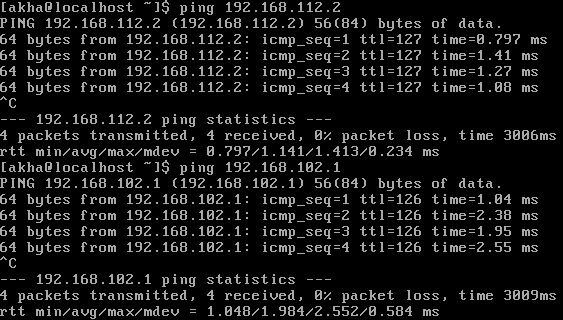 [akha@localhost ~]$ ping 192.168.112.2
PING 192.168.112.2 (192.168.112.2) 56(84) bytes of data.
64 bytes from 192.168.112.2: icmp_seq=1 ttl=127 time=0.797 ms
64 bytes from 192.168.112.2: icmp_seq=2 ttl=127 time=1.41 ms
64 bytes from 192.168.112.2: icmp_seq=3 ttl=127 time=1.27 ms
64 bytes from 192.168.112.2: icmp_seq=4 ttl=127 time=1.08 ms
^C
--- 192.168.112.2 ping statistics ---
4 packets transmitted, 4 received, 0% packet loss, time 3006ms
rtt min/avg/max/mdev = 0.797/1.141/1.413/0.234 ms
[akha@localhost ~]$ ping 192.168.102.1
PING 192.168.102.1 (192.168.102.1) 56(84) bytes of data.
64 bytes from 192.168.102.1: icmp_seq=1 ttl=126 time=1.04 ms
64 bytes from 192.168.102.1: icmp_seq=2 ttl=126 time=2.38 ms
64 bytes from 192.168.102.1: icmp_seq=3 ttl=126 time=1.95 ms
64 bytes from 192.168.102.1: icmp_seq=4 ttl=126 time=2.55 ms
^C
--- 192.168.102.1 ping statistics ---
4 packets transmitted, 4 received, 0% packet loss, time 3009ms
rtt min/avg/max/mdev = 1.048/1.984/2.552/0.584 ms